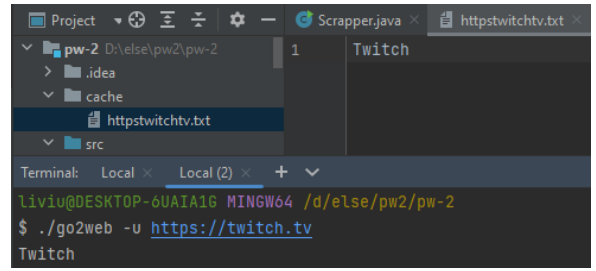 Project
Scrapper.java
httpstwitchtv.txt
pw-2 D:\else\pw2\pw-2
1 Twitch
.idea
cache
httpstwitchtv.txt
src
Terminal: Local Local (2)
liviu@DESKTOP-6UAIA1G MINGW64 /d/else/pw2/pw-2
$ ./go2web -u https://twitch.tv
Twitch